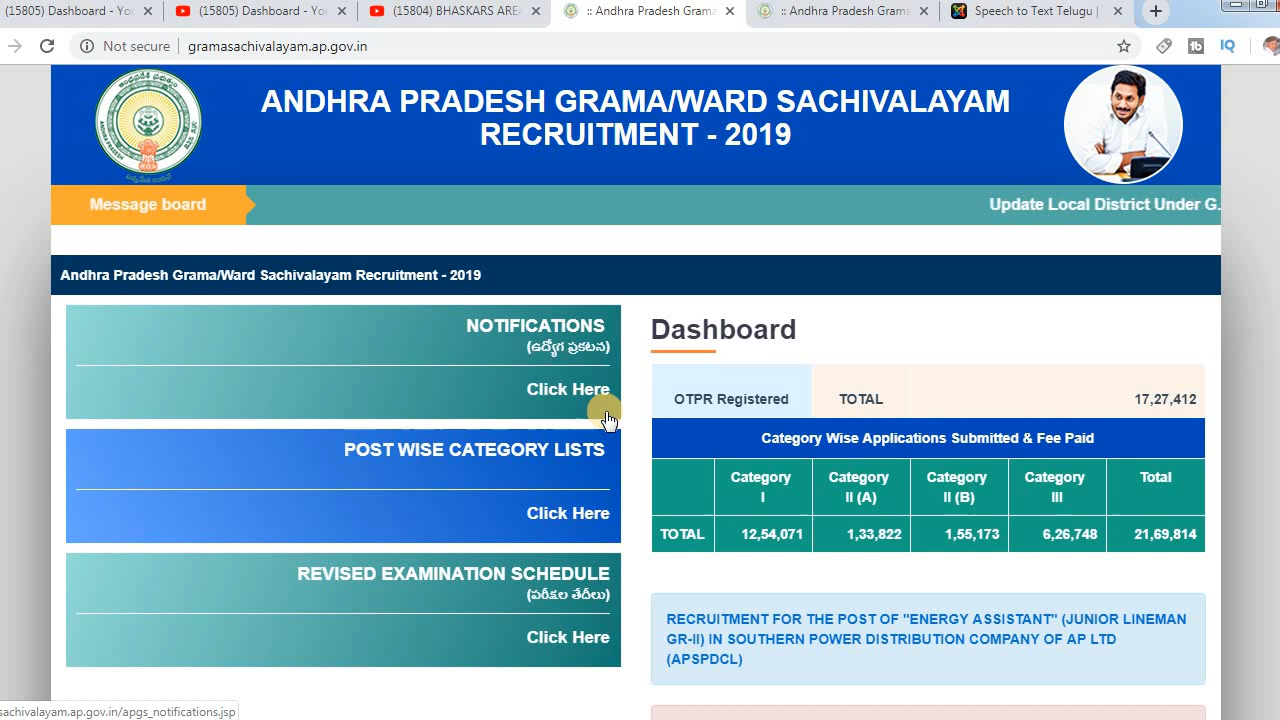 (15805) Dashboard - You
(15805) Dashboard - You
(15804) BHASKARS AREA
:: Andhra Pradesh Grama
:: Andhra Pradesh Grama
Speech to Text Telugu |
Not secure | gramasachivalayam.ap.gov.in
ANDHRA PRADESH GRAMA/WARD SACHIVALAYAM
RECRUITMENT - 2019
Message board
Update Local District Under G.
Andhra Pradesh Grama/Ward Sachivalayam Recruitment - 2019
NOTIFICATIONS
(ఉద్యోగ ప్రకటన)
Click Here
POST WISE CATEGORY LISTS
Click Here
REVISED EXAMINATION SCHEDULE
(పరీక్షల తేదీలు)
Click Here
Dashboard
OTPR Registered TOTAL 17,27,412
Category Wise Applications Submitted & Fee Paid
Category I Category II (A) Category II (B) Category III Total
TOTAL 12,54,071 1,33,822 1,55,173 6,26,748 21,69,814
RECRUITMENT FOR THE POST OF "ENERGY ASSISTANT" (JUNIOR LINEMAN
GR-II) IN SOUTHERN POWER DISTRIBUTION COMPANY OF AP LTD
(APSPDCL)
sachivalayam.ap.gov.in/apgs_notifications.jsp